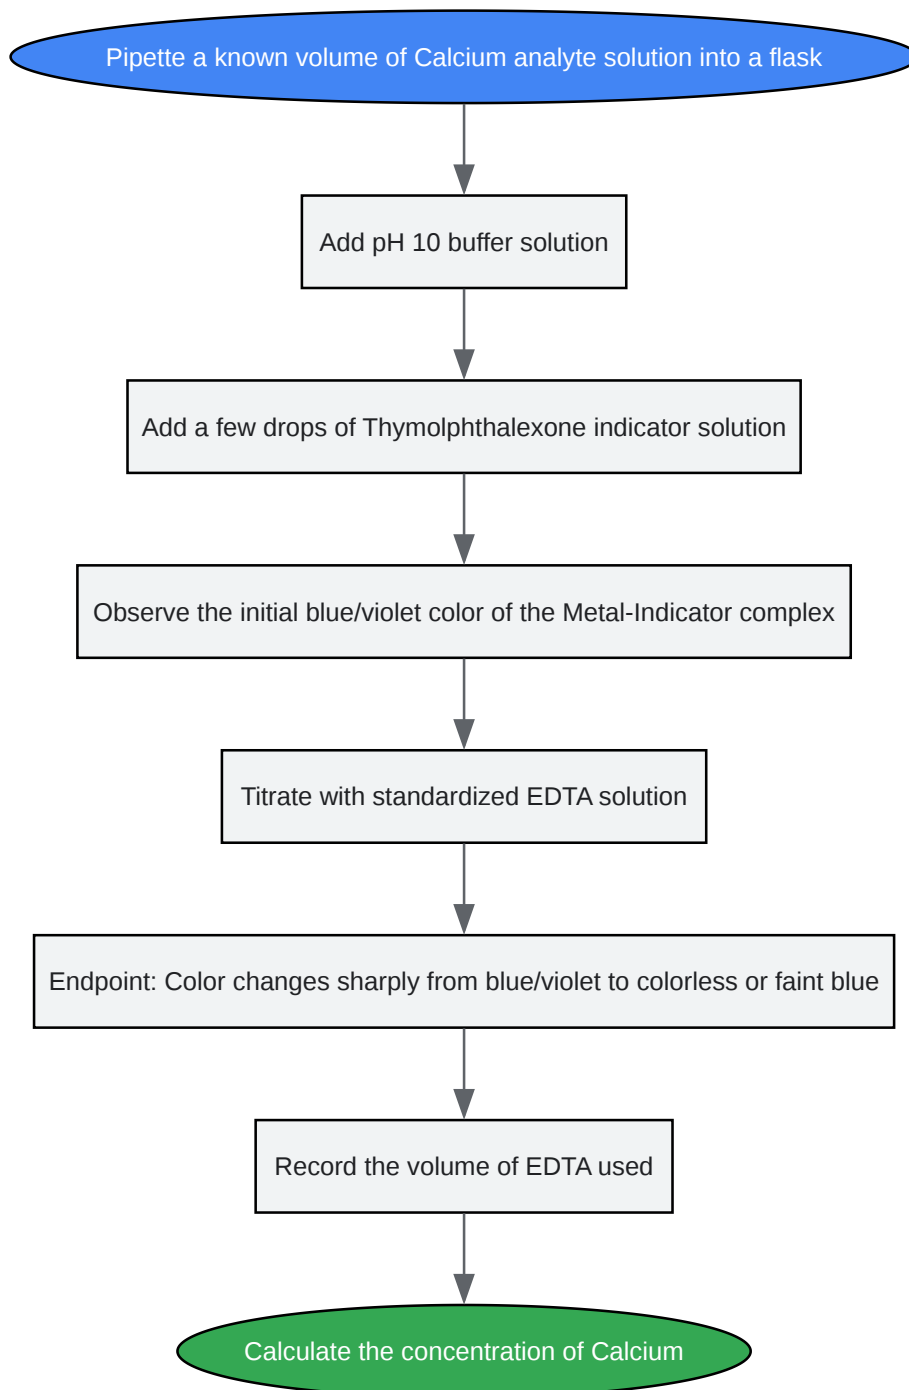 Pipette a known volume of Calcium analyte solution into a flask
Add pH 10 buffer solution
Add a few drops of Thymolphthalexone indicator solution
Observe the initial blue/violet color of the Metal-Indicator complex
Titrate with standardized EDTA solution
Endpoint: Color changes sharply from blue/violet to colorless or faint blue
Record the volume of EDTA used
Calculate the concentration of Calcium